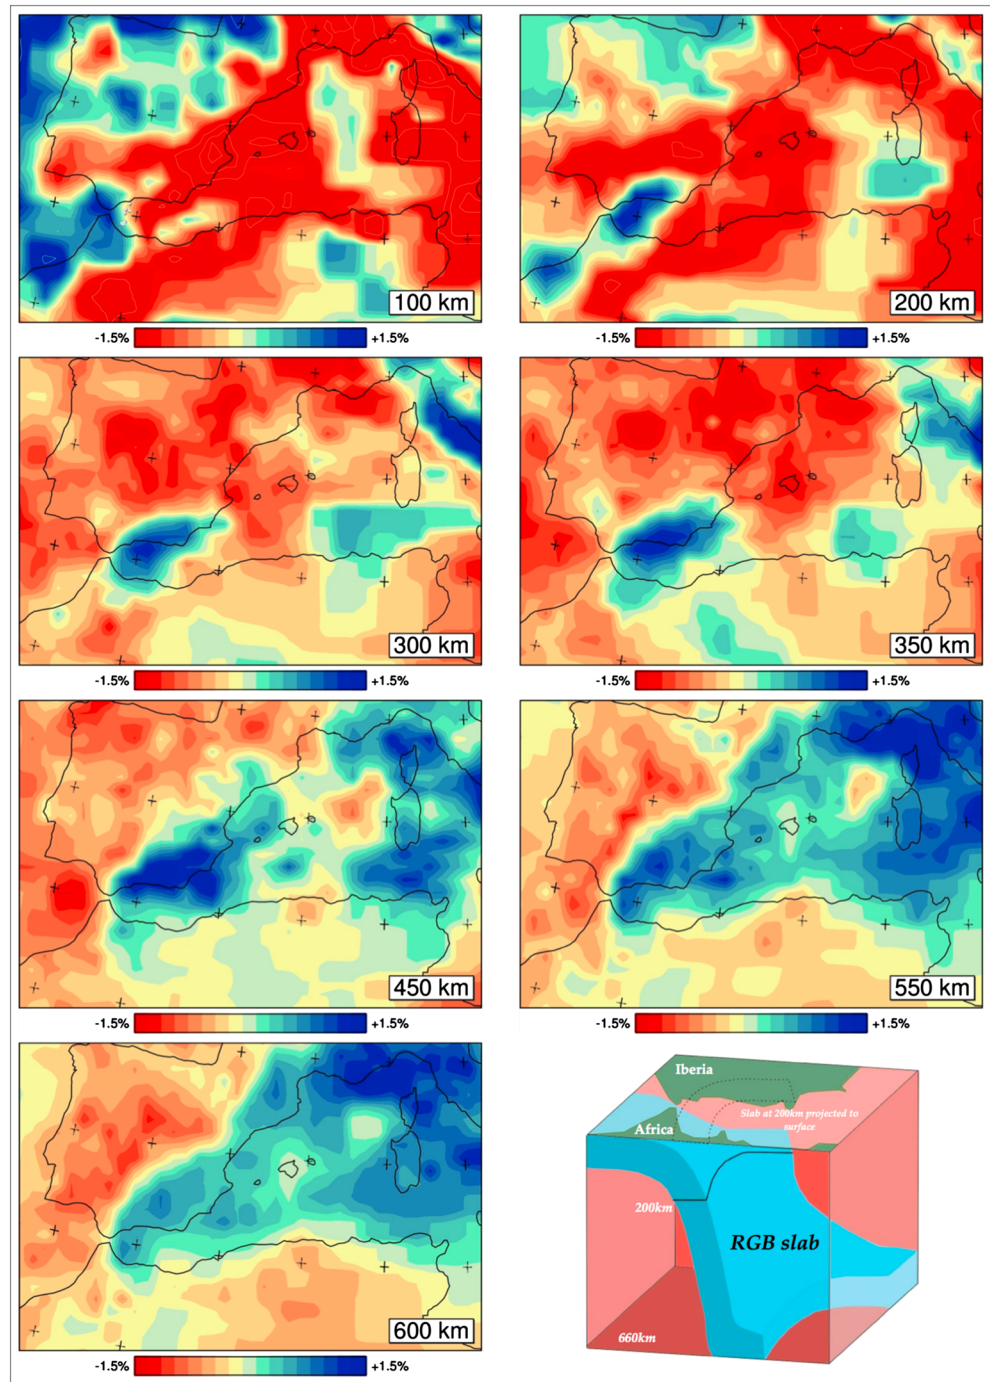 100 km
200 km
-1.5% +1.5%
-1.5% +1.5%
300 km
350 km
-1.5% +1.5%
-1.5% +1.5%
450 km
550 km
-1.5% +1.5%
-1.5% +1.5%
600 km
-1.5% +1.5%
Iberia
Slab at 200km projected to
surface
Africa
200km
RGB slab
660km